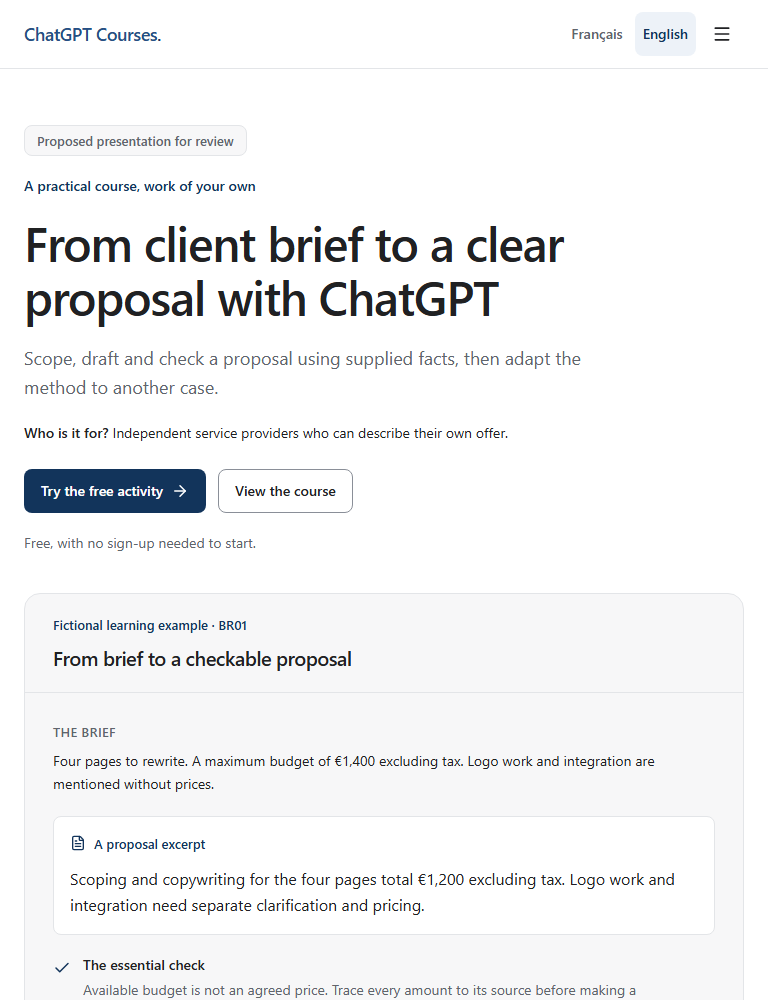 ChatGPT Courses.
Français
English
Proposed presentation for review
A practical course, work of your own
From client brief to a clear
proposal with ChatGPT
Scope, draft and check a proposal using supplied facts, then adapt the
method to another case.
Who is it for? Independent service providers who can describe their own offer.
Try the free activity
View the course
Free, with no sign-up needed to start.
Fictional learning example · BR01
From brief to a checkable proposal
THE BRIEF
Four pages to rewrite. A maximum budget of €1,400 excluding tax. Logo work and integration are
mentioned without prices.
A proposal excerpt
Scoping and copywriting for the four pages total €1,200 excluding tax. Logo work and
integration need separate clarification and pricing.
The essential check
Available budget is not an agreed price. Trace every amount to its source before making a